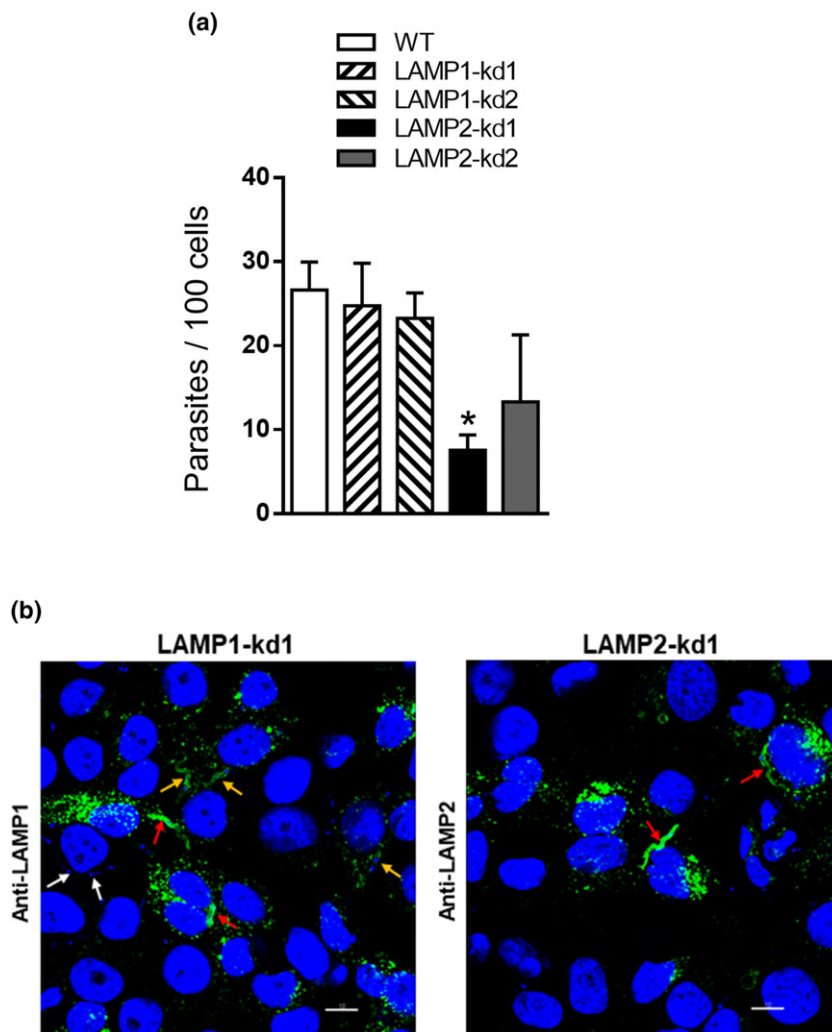 (a)
WT
LAMP1-kd1
LAMP1-kd2
LAMP2-kd1
LAMP2-kd2
Parasites / 100 cells
40
30
20
10
0
*
(b)
LAMP1-kd1
LAMP2-kd1
Anti-LAMP1
Anti-LAMP2